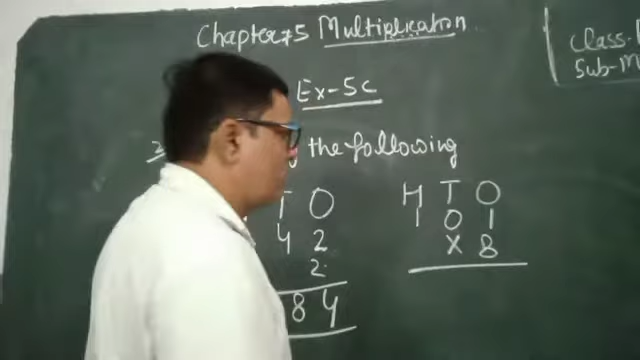 Chapter-5 Multiplication
Class-
Sub-M
Ex-5c
the following
T O
4 2
2
8 4
H T O
1 0 1
X 8